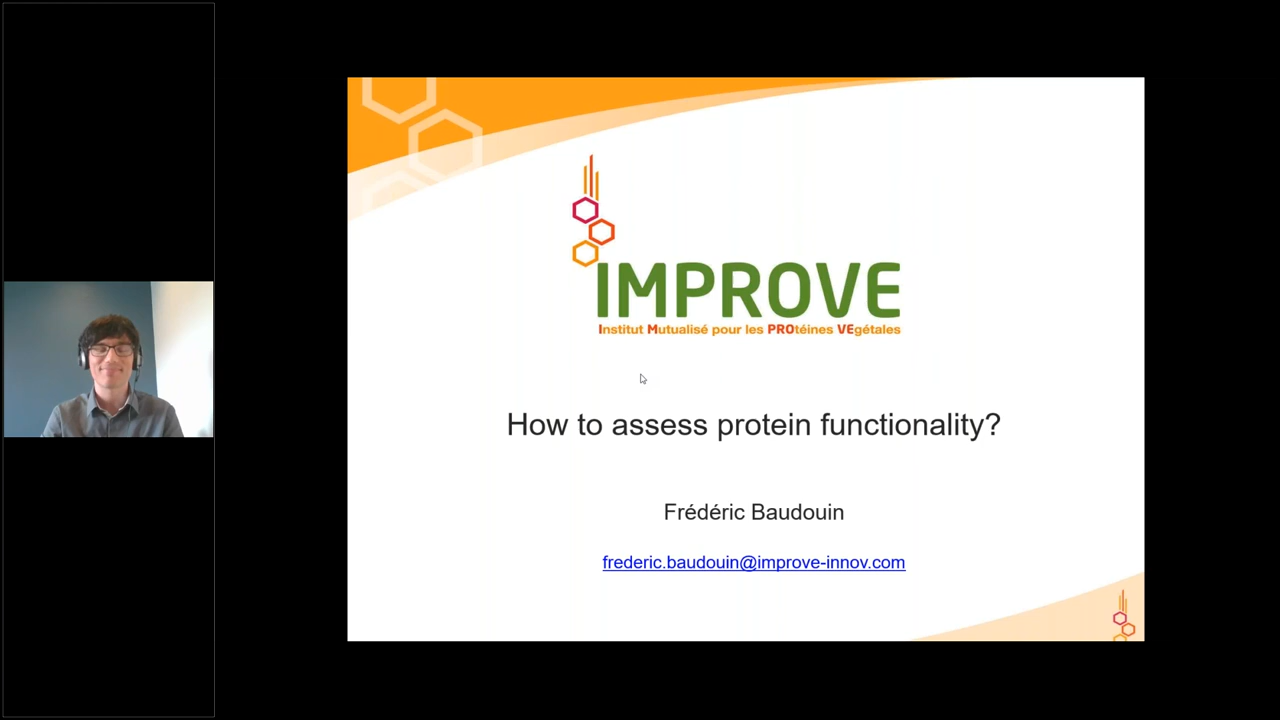 IMPROVE
Institut Mutualisé pour les PROtéines VEgétales
How to assess protein functionality?
Frédéric Baudouin
frederic.baudouin@improve-innov.com